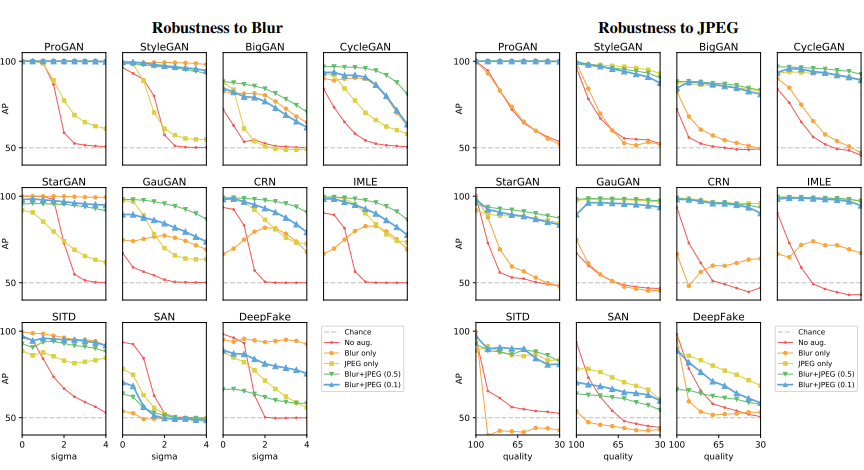 Robustness to Blur
Robustness to JPEG
ProGAN StyleGAN BigGAN CycleGAN ProGAN StyleGAN BigGAN CycleGAN
100 100
AP AP
50 50
StarGAN GauGAN CRN IMLE StarGAN GauGAN CRN IMLE
100 100
AP AP
50 50
SITD SAN DeepFake SITD SAN DeepFake
100 100
AP AP
50 50
Chance
No aug.
Blur only
JPEG only
Blur+JPEG (0.5)
Blur+JPEG (0.1)
Chance
No aug.
Blur only
JPEG only
Blur+JPEG (0.5)
Blur+JPEG (0.1)
0 2 4 0 2 4 0 2 4 100 65 30 100 65 30 100 65 30
sigma sigma sigma quality quality quality